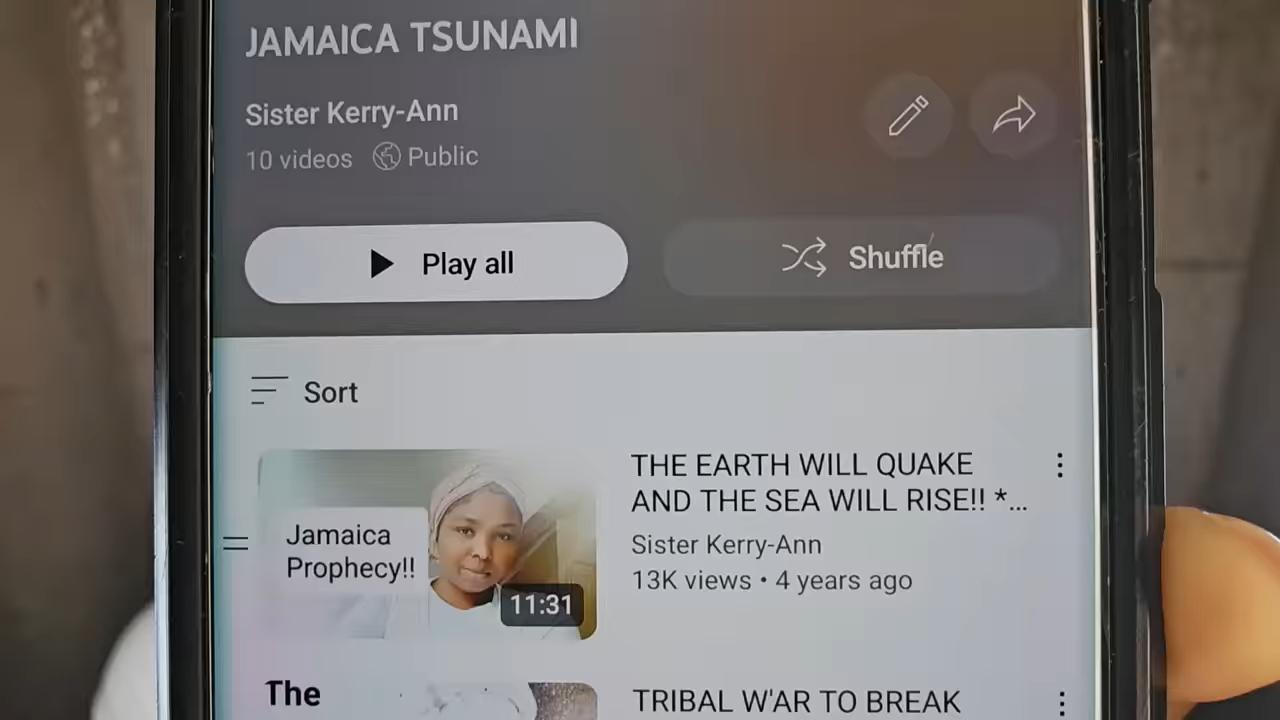 JAMAICA TSUNAMI
Sister Kerry-Ann
10 videos Public
Play all
Shuffle
Sort
Jamaica
Prophecy!!
11:31
THE EARTH WILL QUAKE
AND THE SEA WILL RISE!! *...
Sister Kerry-Ann
13K views • 4 years ago
The
TRIBAL W'AR TO BREAK